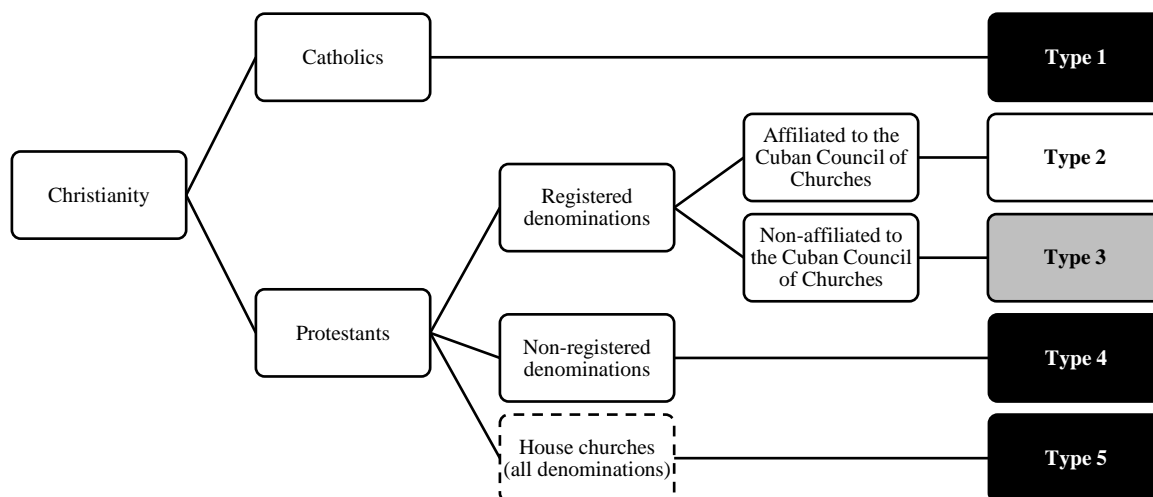 Catholics
Type 1
Christianity
Affiliated to the
Cuban Council of
Churches
Type 2
Registered
denominations
Non-affiliated to
the Cuban Council
of Churches
Type 3
Protestants
Non-registered
denominations
Type 4
House churches
(all denominations)
Type 5